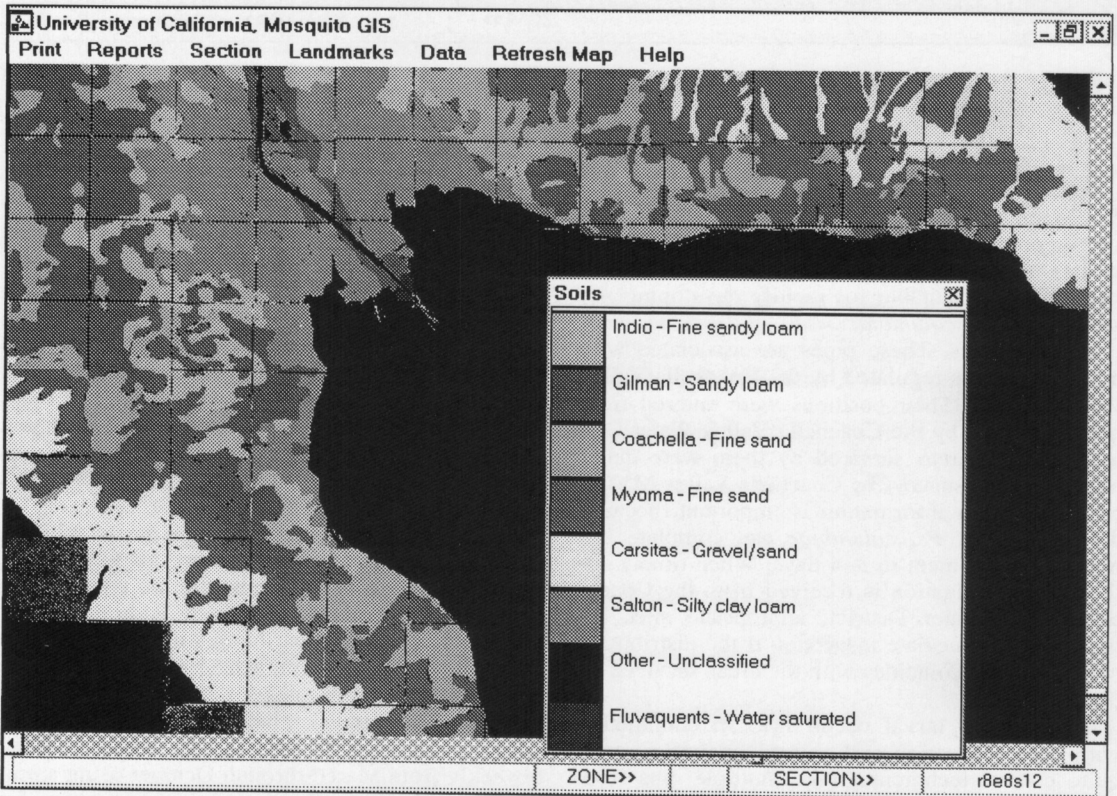 University of California, Mosquito GIS
Print Reports Section Landmarks Data Refresh Map Help
Soils
Indio - Fine sandy loam
Gilman - Sandy loam
Coachella - Fine sand
Myoma - Fine sand
Carsitas - Gravel/sand
Salton - Silty clay loam
Other - Unclassified
Fluvaquents - Water saturated
ZONE>> SECTION>> r8e8s12